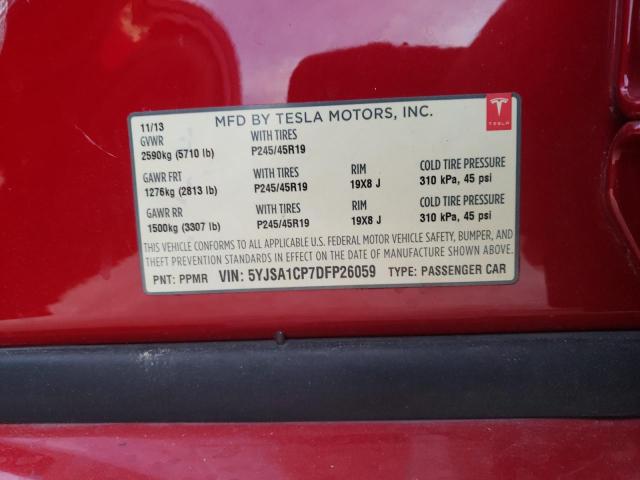 11/13 MFD BY TESLA MOTORS, INC. TESLA
GVWR WITH TIRES
2590kg (5710 lb) P245/45R19
GAWR FRT WITH TIRES RIM COLD TIRE PRESSURE
1276kg (2813 lb) P245/45R19 19X8 J 310 kPa, 45 psi
GAWR RR WITH TIRES RIM COLD TIRE PRESSURE
1500kg (3307 lb) P245/45R19 19X8 J 310 kPa, 45 psi
THIS VEHICLE CONFORMS TO ALL APPLICABLE U.S. FEDERAL MOTOR VEHICLE SAFETY, BUMPER, AND
THEFT PREVENTION STANDARDS IN EFFECT ON THE DATE OF MANUFACTURE SHOWN ABOVE.
PNT: PPMR VIN: 5YJSA1CP7DFP26059 TYPE: PASSENGER CAR